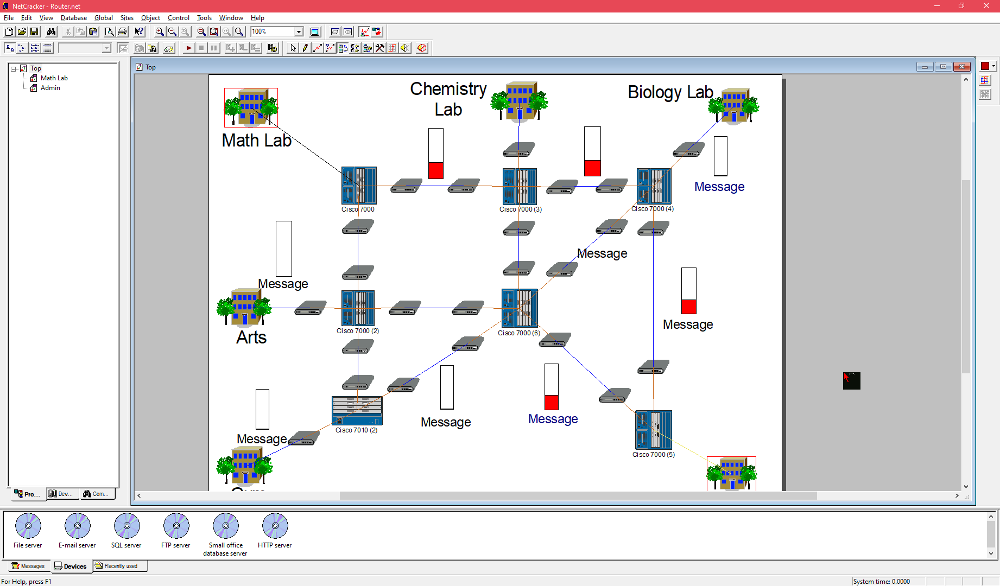 NetCracker - Router.net
File Edit View Database Global Sites Object Control Tools Window Help
100%
Top
Math Lab
Admin
Pro...
Dev...
Com...
Top
Chemistry
Lab
Biology Lab
Math Lab
Message
Cisco 7000
Cisco 7000 (3)
Cisco 7000 (4)
Message
Message
Arts
Cisco 7000 (2)
Cisco 7000 (6)
Message
Message
Message
Message
Cisco 7010 (2)
Cisco 7000 (5)
File server
E-mail server
SQL server
FTP server
Small office
database server
HTTP server
Messages
Devices
Recently used
For Help, press F1
System time: 0.0000